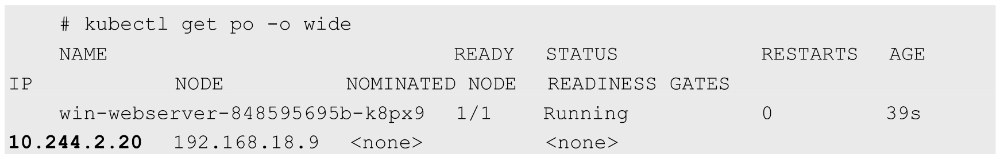 # kubectl get po -o wide
NAME READY STATUS RESTARTS AGE
IP NODE NOMINATED NODE READINESS GATES
win-webserver-848595695b-k8px9 1/1 Running 0 39s
10.244.2.20 192.168.18.9 <none> <none>